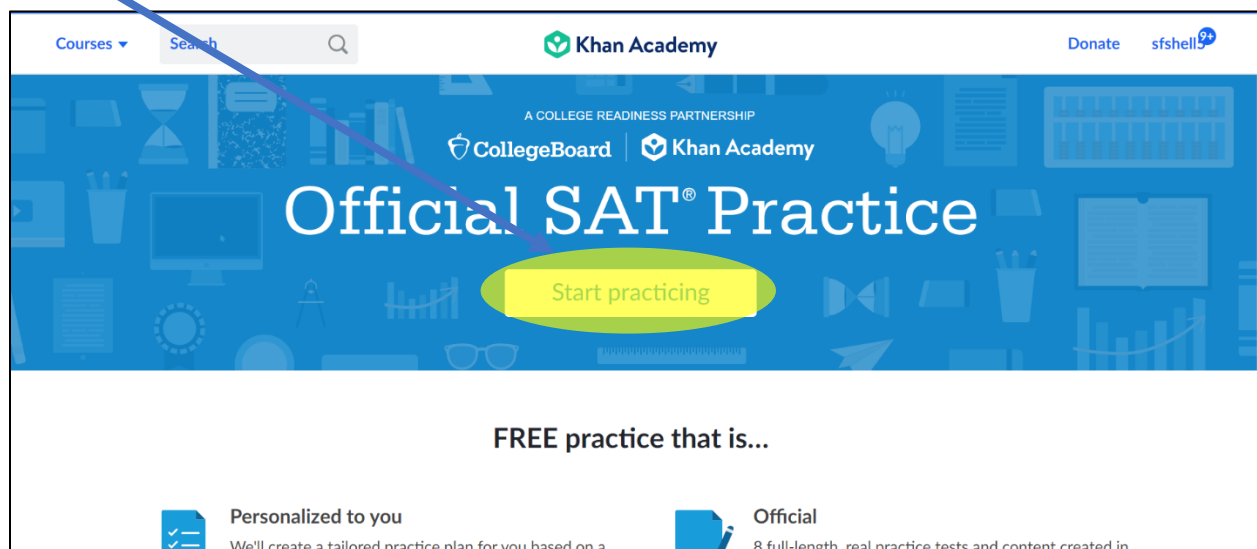 Courses
Search
Khan Academy
Donate
sfshell5
9+
A COLLEGE READINESS PARTNERSHIP
CollegeBoard | Khan Academy
Official SAT® Practice
Start practicing
FREE practice that is...
Personalized to you
We'll create a tailored practice plan for you based on a
Official
8 full-length, real practice tests and content created in